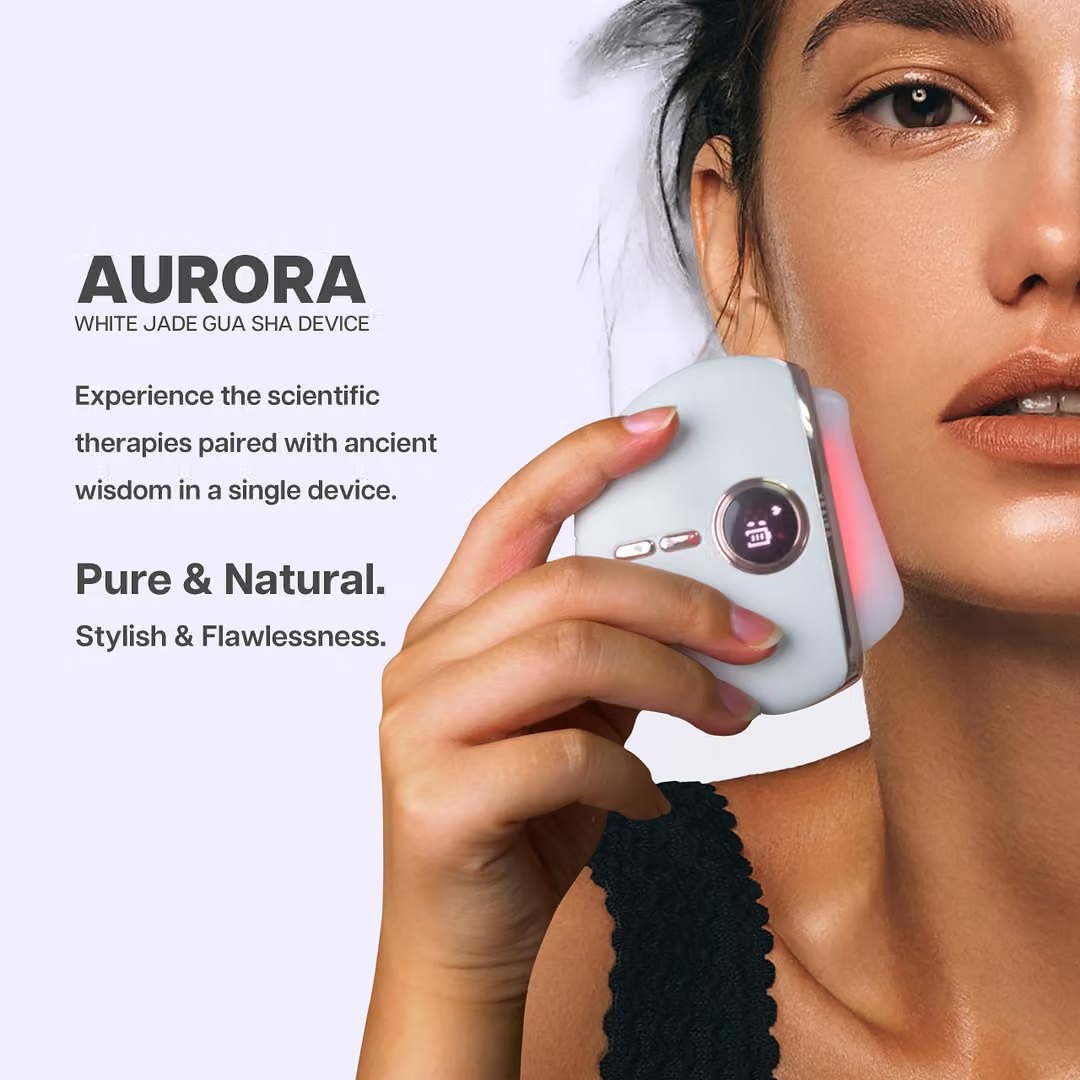 AURORA
WHITE JADE GUA SHA DEVICE
Experience the scientific
therapies paired with ancient
wisdom in a single device.
Pure & Natural.
Stylish & Flawlessness.